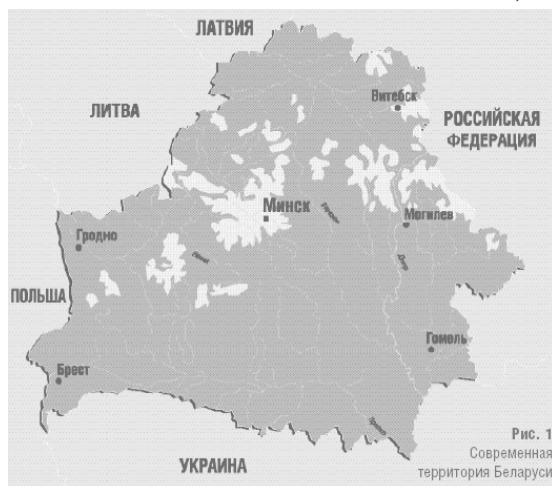 ЛАТВИЯ
ЛИТВА
Витебск
РОССИЙСКАЯ
ФЕДЕРАЦИЯ
Минск
Могилев
Гродно
ПОЛЬША
Гомель
Брест
УКРАИНА
Рис. 1
Современная
территория Беларуси